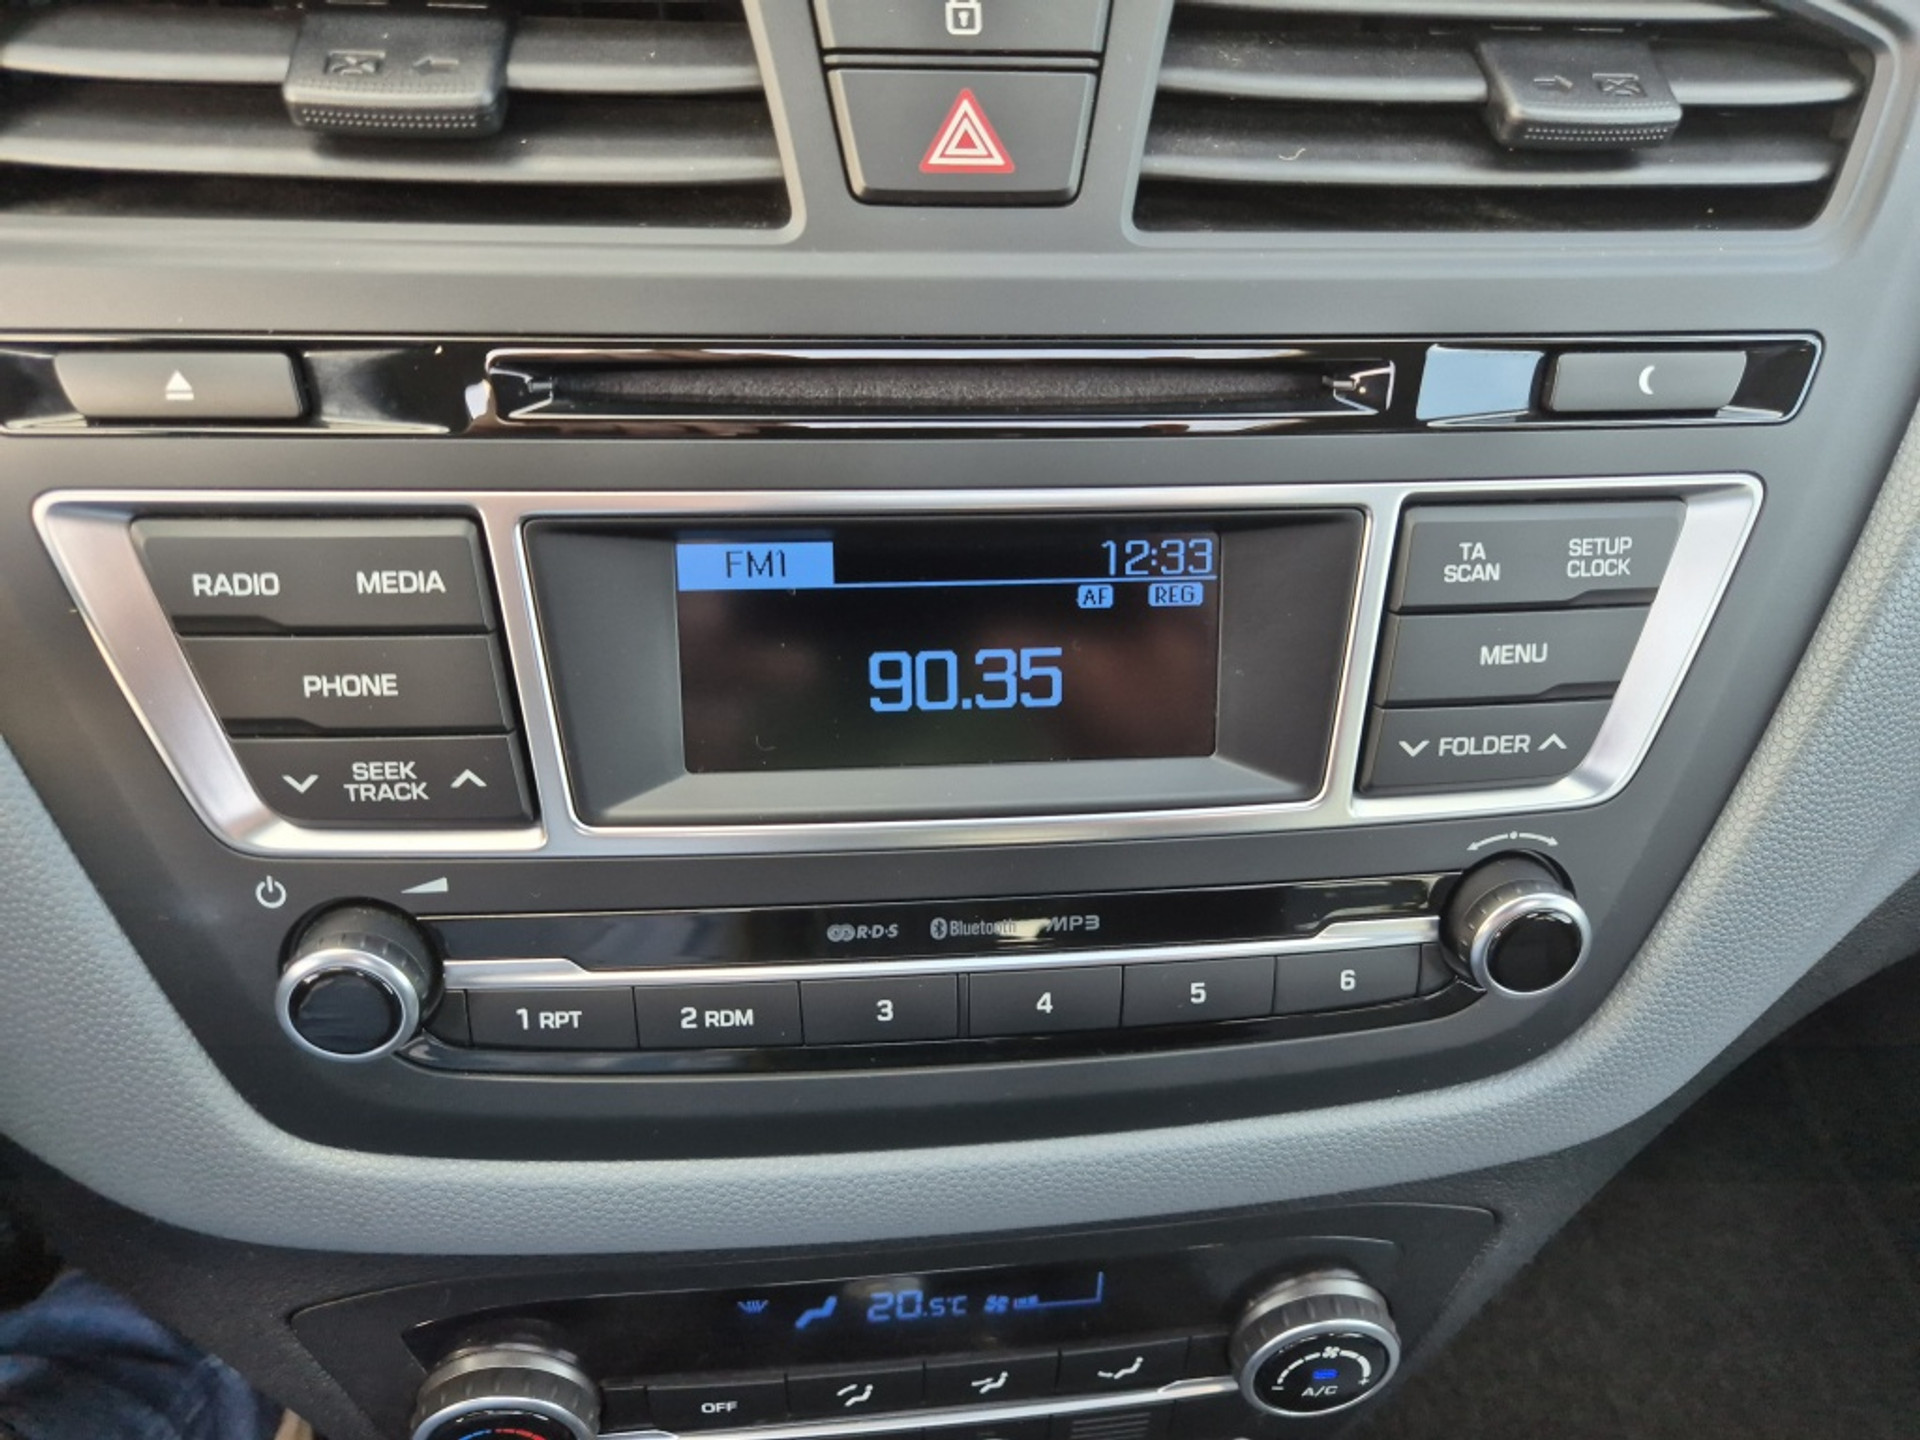 FM1 12:33
AF REG
90.35
RADIO MEDIA
PHONE
SEEK
TRACK
TA
SCAN
SETUP
CLOCK
MENU
FOLDER
R·D·S Bluetooth MP3
1 RPT 2 RDM 3 4 5 6
20.5°C
OFF
A/C